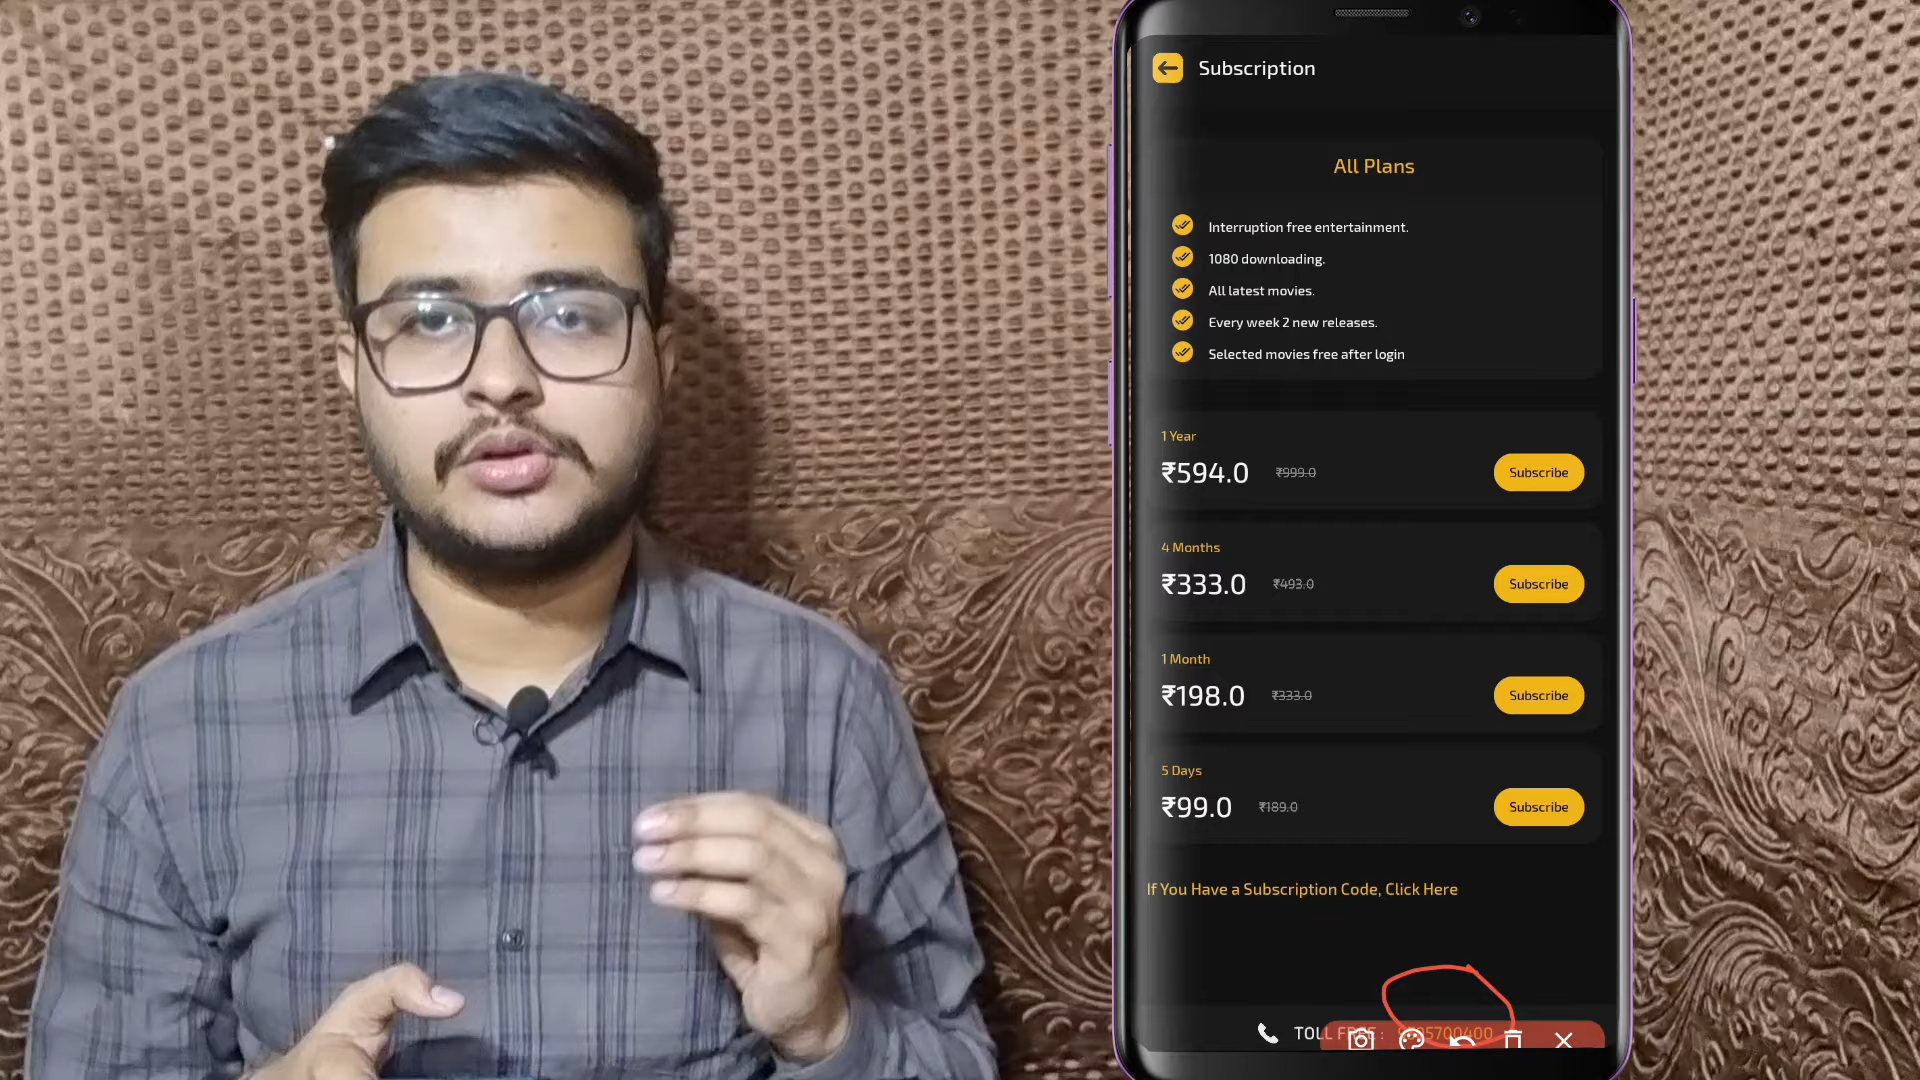 Subscription
All Plans
Interruption free entertainment.
1080 downloading.
All latest movies.
Every week 2 new releases.
Selected movies free after login
1 Year
₹594.0 ₹999.0 Subscribe
4 Months
₹333.0 ₹493.0 Subscribe
1 Month
₹198.0 ₹333.0 Subscribe
5 Days
₹99.0 ₹189.0 Subscribe
If You Have a Subscription Code, Click Here
TOLL